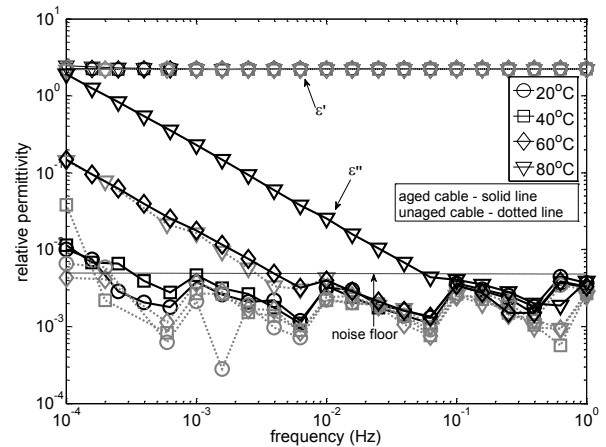 10^1
10^0
10^-1
10^-2
10^-3
10^-4
relative permittivity
ε'
ε"
20°C
40°C
60°C
80°C
aged cable - solid line
unaged cable - dotted line
noise floor
10^-4
10^-3
10^-2
10^-1
10^0
frequency (Hz)